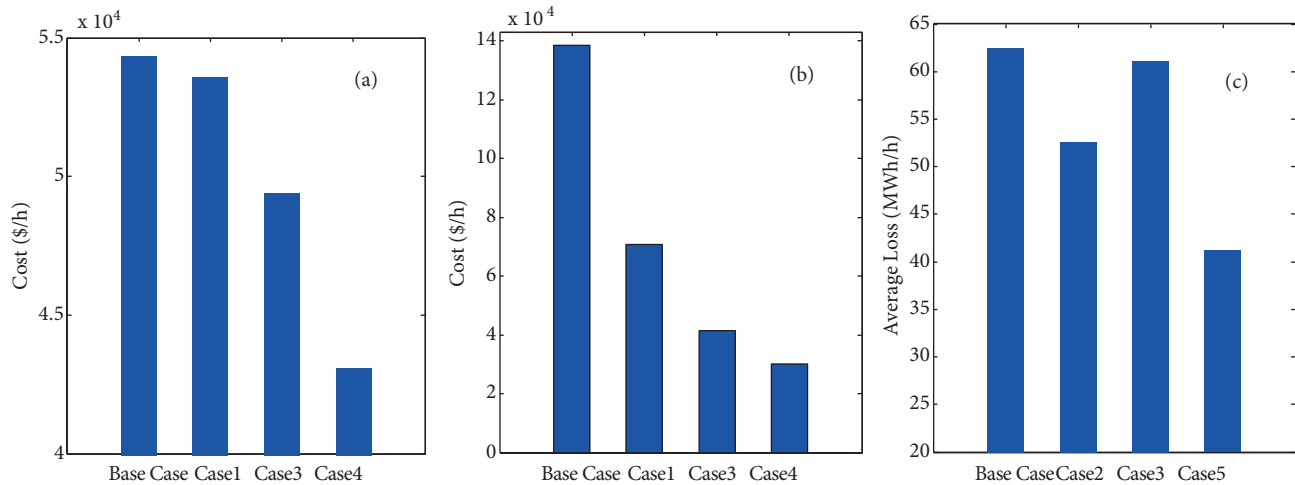 x 10^4
5.5
5
4.5
4
Cost ($/h)
(a)
Base Case Case1 Case3 Case4
x 10^4
14
12
10
8
6
4
2
0
Cost ($/h)
(b)
Base Case Case1 Case3 Case4
65
60
55
50
45
40
35
30
25
20
Average Loss (MWh/h)
(c)
Base Case Case2 Case3 Case5